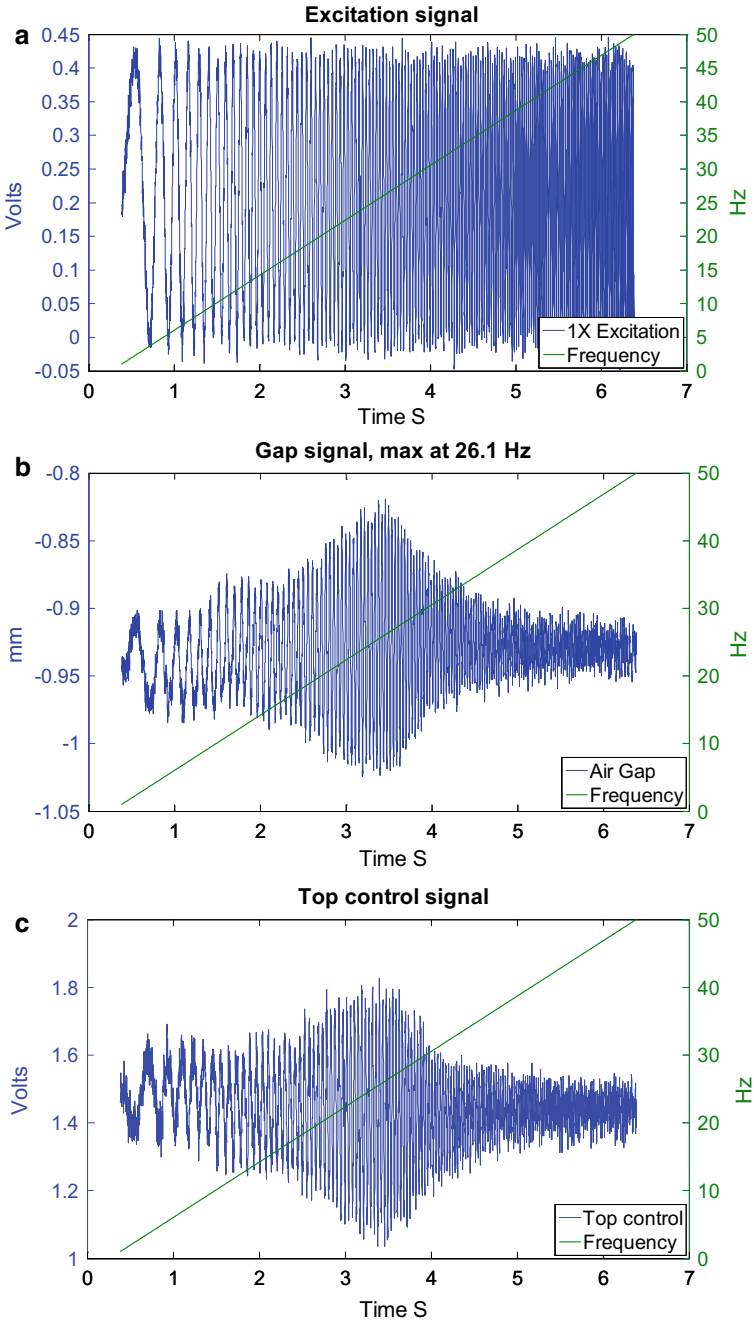 Excitation signal
a
0.45
0.4
0.35
0.3
0.25
0.2
0.15
0.1
0.05
0
-0.05
Volts
50
45
40
35
30
25
20
15
10
5
0
Hz
1X Excitation
Frequency
0 1 2 3 4 5 6 7
Time S
b
Gap signal, max at 26.1 Hz
-0.8
-0.85
-0.9
-0.95
-1
-1.05
mm
50
40
30
20
10
0
Hz
Air Gap
Frequency
0 1 2 3 4 5 6 7
Time S
Top control signal
c
2
1.8
1.6
1.4
1.2
1
Volts
50
40
30
20
10
0
Hz
Top control
Frequency
0 1 2 3 4 5 6 7
Time S